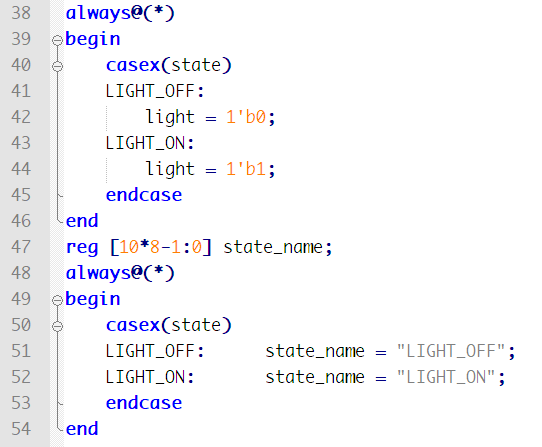 38 always@(*)
39 begin
40 casex(state)
41 LIGHT_OFF:
42 light = 1'b0;
43 LIGHT_ON:
44 light = 1'b1;
45 endcase
46 end
47 reg [10*8-1:0] state_name;
48 always@(*)
49 begin
50 casex(state)
51 LIGHT_OFF: state_name = "LIGHT_OFF";
52 LIGHT_ON: state_name = "LIGHT_ON";
53 endcase
54 end